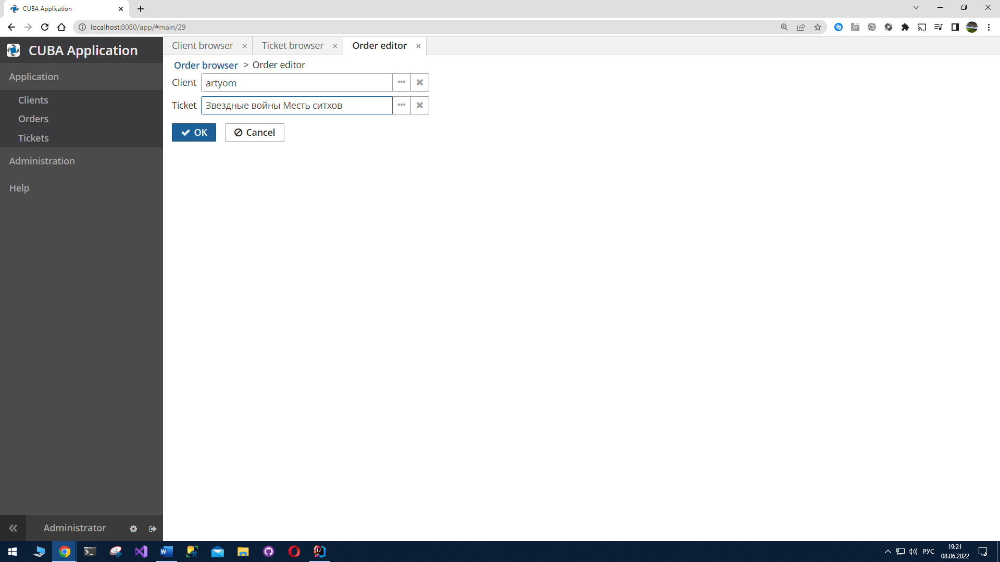 CUBA Application
localhost:8080/app/#main/29
CUBA Application
Client browser
Ticket browser
Order editor
Order browser > Order editor
Application
Client artyom
Clients
Ticket Звездные войны Месть ситхов
Orders
OK
Cancel
Tickets
Administration
Help
Administrator
РУС
19:21
08.06.2022